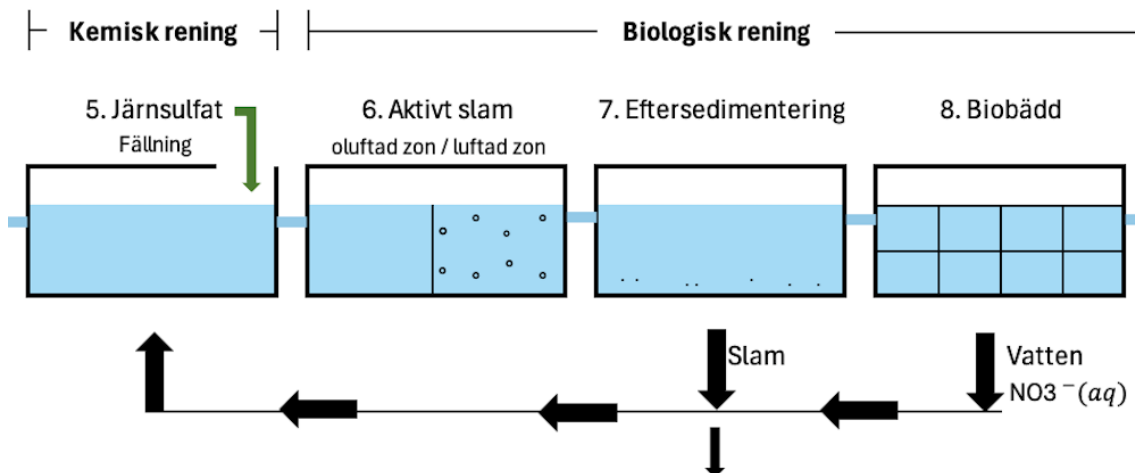 Kemisk rening
Biologisk rening
5. Järnsulfat
Fällning
6. Aktivt slam
oluftad zon / luftad zon
7. Eftersedimentering
8. Biobädd
Slam
Vatten
NO3⁻(aq)